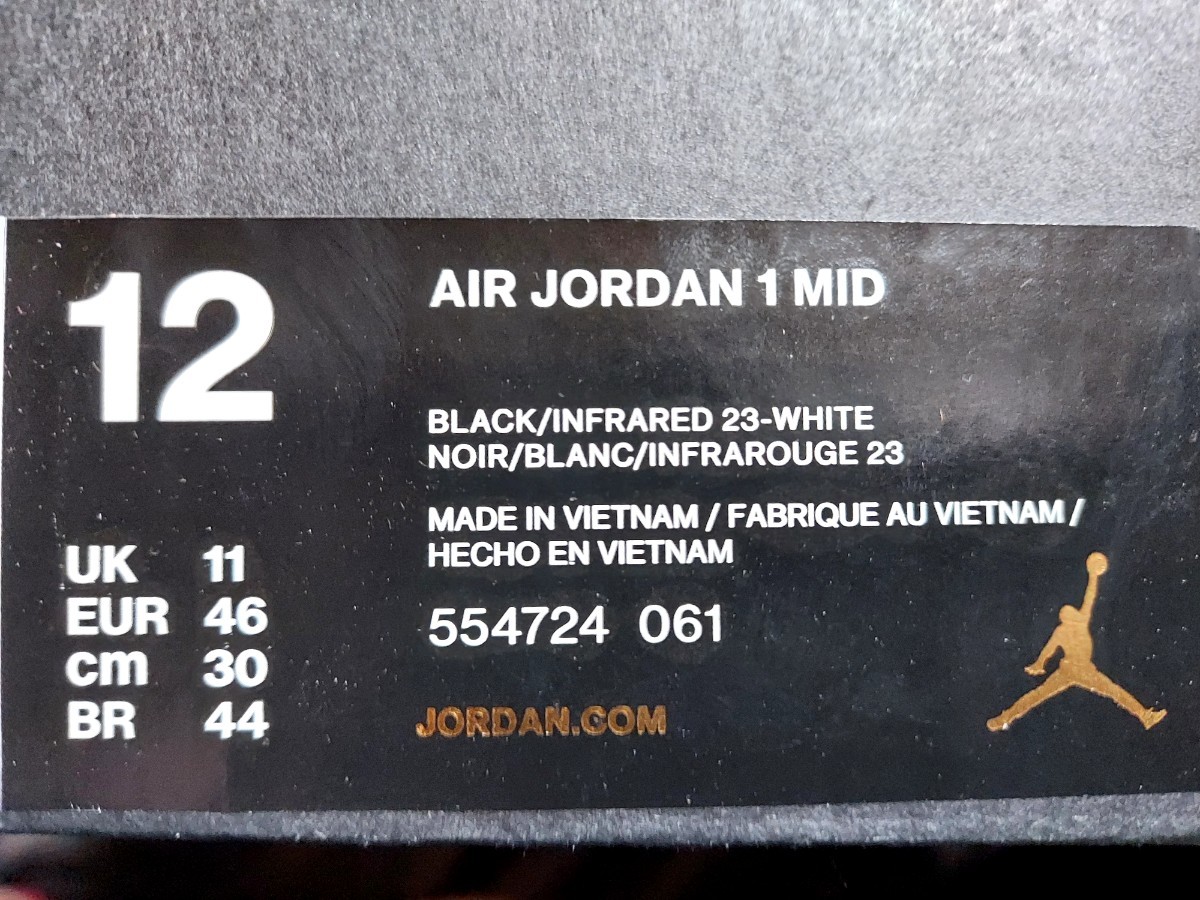 12
AIR JORDAN 1 MID
BLACK/INFRARED 23-WHITE
NOIR/BLANC/INFRAROUGE 23
MADE IN VIETNAM / FABRIQUE AU VIETNAM /
HECHO EN VIETNAM
UK 11
EUR 46
cm 30
BR 44
554724 061
JORDAN.COM